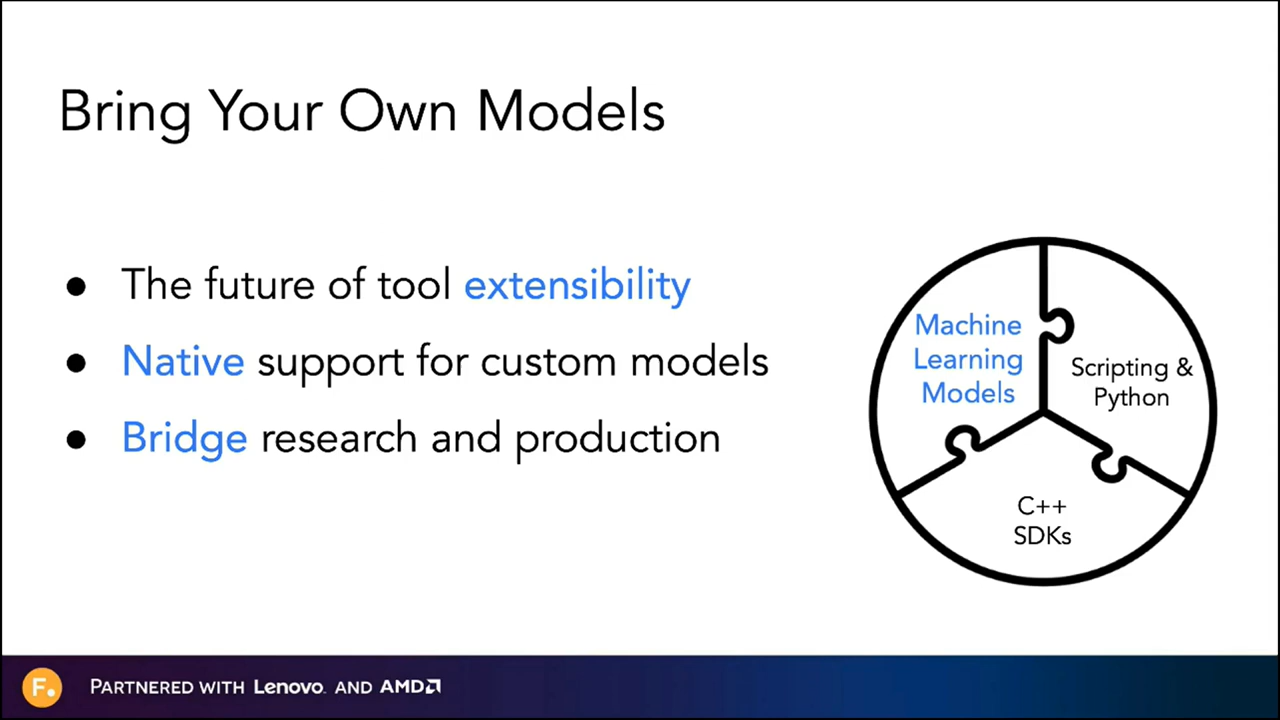 Bring Your Own Models
● The future of tool extensibility
● Native support for custom models
● Bridge research and production
Machine
Learning
Models
Scripting &
Python
C++
SDKs
F.
PARTNERED WITH Lenovo. AND AMD